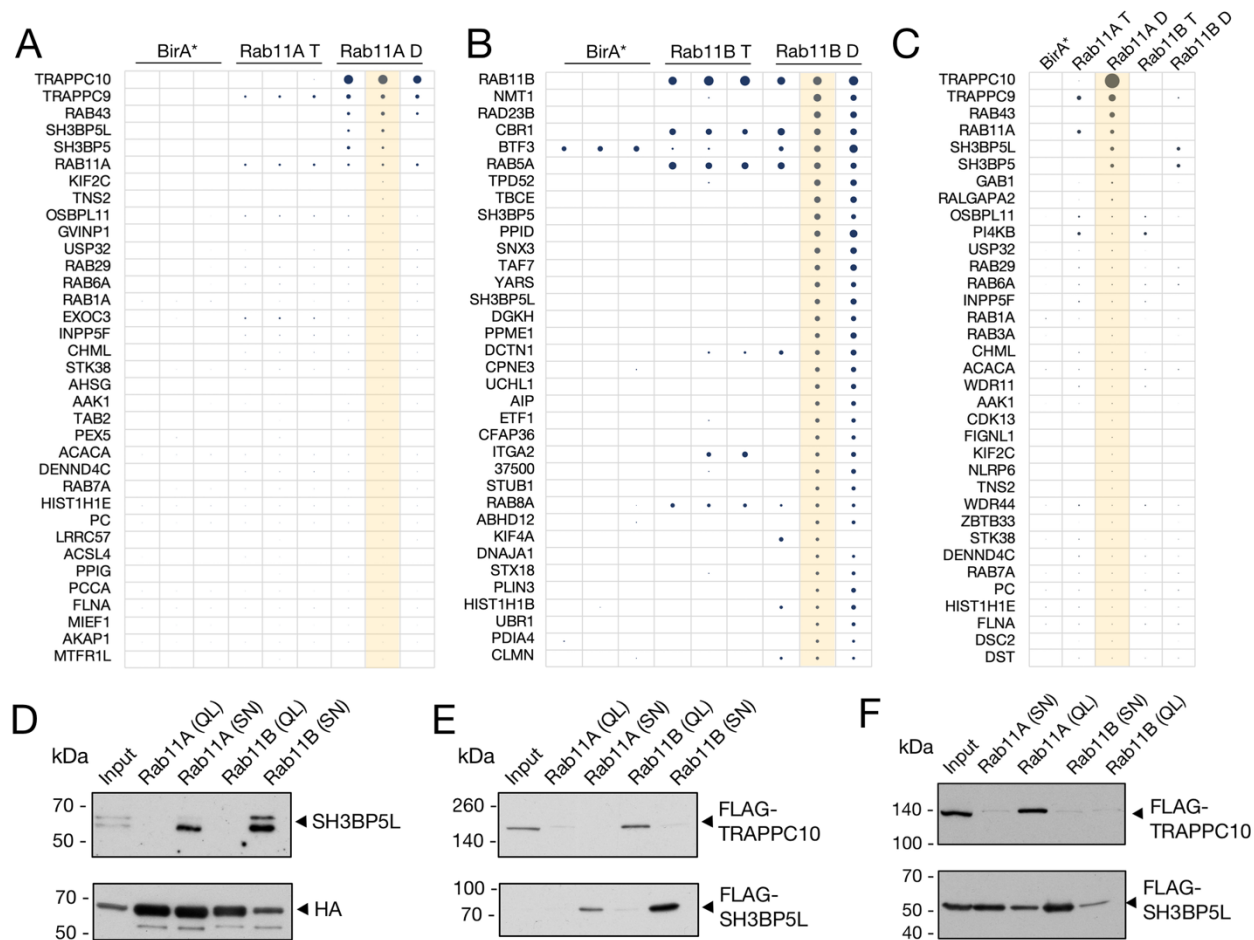 A
BirA*
Rab11A T
Rab11A D
TRAPPC10
TRAPPC9
RAB43
SH3BP5L
SH3BP5
RAB11A
KIF2C
TNS2
OSBPL11
GVINP1
USP32
RAB29
RAB6A
RAB1A
EXOC3
INPP5F
CHML
STK38
AHSG
AAK1
TAB2
PEX5
ACACA
DENND4C
RAB7A
HIST1H1E
PC
LRRC57
ACSL4
PPIG
PCCA
FLNA
MIEF1
AKAP1
MTFR1L
B
BirA*
Rab11B T
Rab11B D
RAB11B
NMT1
RAD23B
CBR1
BTF3
RAB5A
TPD52
TBCE
SH3BP5
PPID
SNX3
TAF7
YARS
SH3BP5L
DGKH
PPME1
DCTN1
CPNE3
UCHL1
AIP
ETF1
CFAP36
ITGA2
37500
STUB1
RAB8A
ABHD12
KIF4A
DNAJA1
STX18
PLIN3
HIST1H1B
UBR1
PDIA4
CLMN
C
BirA*
Rab11A T
Rab11A D
Rab11B T
Rab11B D
TRAPPC10
TRAPPC9
RAB43
RAB11A
SH3BP5L
SH3BP5
GAB1
RALGAPA2
OSBPL11
PI4KB
USP32
RAB29
RAB6A
INPP5F
RAB1A
RAB3A
CHML
ACACA
WDR11
AAK1
CDK13
FIGNL1
KIF2C
NLRP6
TNS2
WDR44
ZBTB33
STK38
DENND4C
RAB7A
PC
HIST1H1E
FLNA
DSC2
DST
D
kDa
Input
Rab11A (QL)
Rab11A (SN)
Rab11B (QL)
Rab11B (SN)
70 -
50 -
SH3BP5L
70 -
50 -
HA
E
kDa
Input
Rab11A (QL)
Rab11A (SN)
Rab11B (QL)
Rab11B (SN)
260 -
140 -
FLAG-
TRAPPC10
100 -
70 -
FLAG-
SH3BP5L
F
kDa
Input
Rab11A (SN)
Rab11A (QL)
Rab11B (SN)
Rab11B (QL)
140 -
100 -
FLAG-
TRAPPC10
70 -
50 -
40 -
FLAG-
SH3BP5L